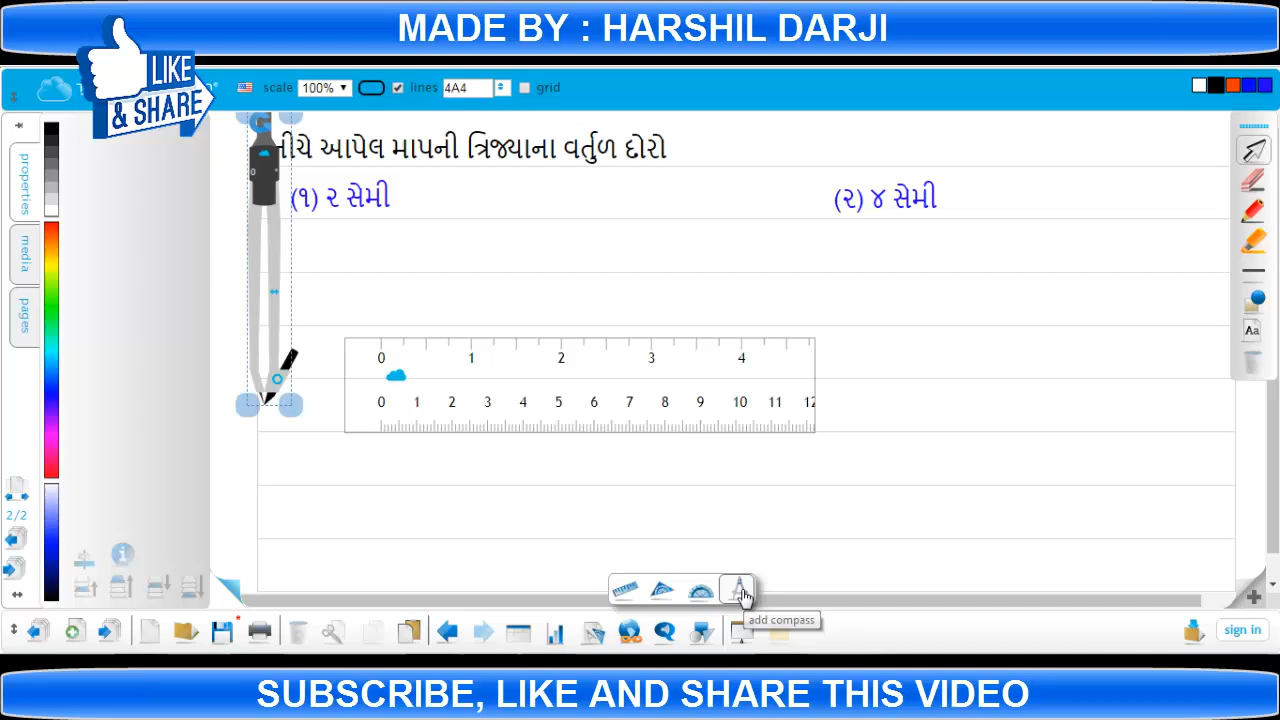 MADE BY : HARSHIL DARJI
LIKE
& SHARE
scale 100% lines 4A4 grid
properties
media
pages
નીચે આપેલ માપની ત્રિજ્યાના વર્તુળ દોરો
(૧) ૨ સેમી (૨) ૪ સેમી
0 1 2 3 4
0 1 2 3 4 5 6 7 8 9 10 11 12
Aa
2/2
add compass
sign in
SUBSCRIBE, LIKE AND SHARE THIS VIDEO